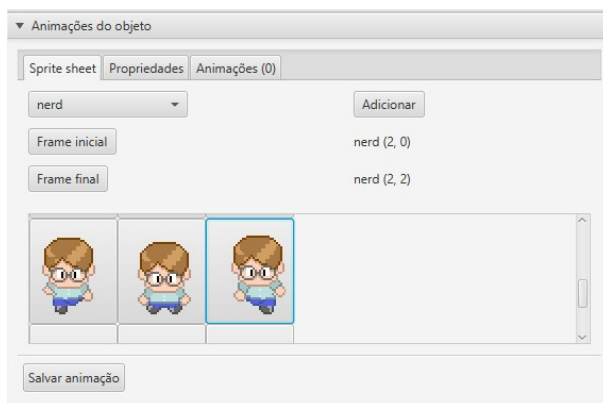 Animações do objeto
Sprite sheet Propriedades Animações (0)
nerd Adicionar
Frame inicial nerd (2, 0)
Frame final nerd (2, 2)
Salvar animação